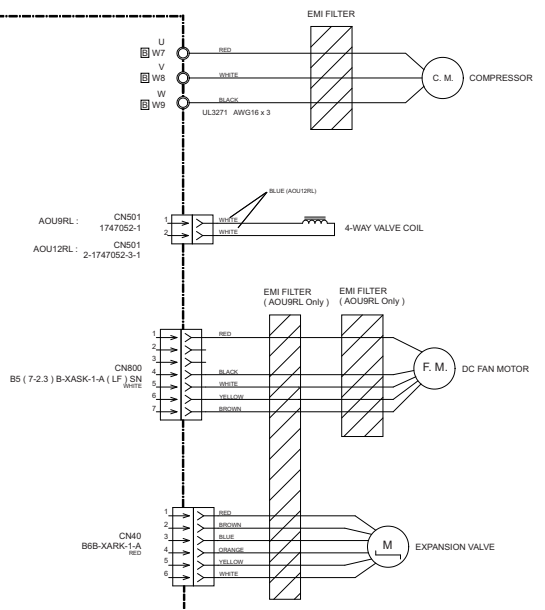 EMI FILTER
U
B W7
RED
V
B W8
WHITE
C. M.
COMPRESSOR
W
B W9
BLACK
UL3271 AWG16 x 3
BLUE (AOU12RL)
AOU9RL : CN501
1747052-1
1
WHITE
2
WHITE
4-WAY VALVE COIL
AOU12RL : CN501
2-1747052-3-1
EMI FILTER
( AOU9RL Only )
EMI FILTER
( AOU9RL Only )
1
RED
2
3
CN800
B5 ( 7-2.3 ) B-XASK-1-A ( LF ) SN
WHITE
4
BLACK
5
WHITE
6
YELLOW
7
BROWN
F. M.
DC FAN MOTOR
1
RED
2
BROWN
CN40
B6B-XARK-1-A
RED
3
BLUE
4
ORANGE
5
YELLOW
6
WHITE
M
EXPANSION VALVE